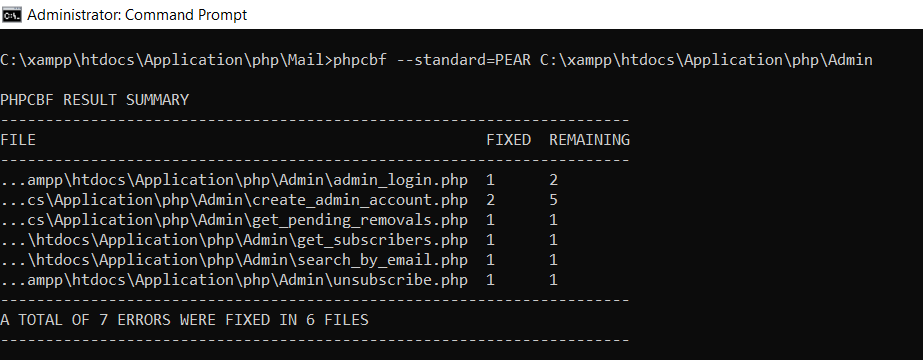 Administrator: Command Prompt
C:\xampp\htdocs\Application\php\Mail>phpcbf --standard=PEAR C:\xampp\htdocs\Application\php\Admin
PHPCBF RESULT SUMMARY
----------------------------------------------------------------------
FILE FIXED REMAINING
----------------------------------------------------------------------
...ampp\htdocs\Application\php\Admin\admin_login.php 1 2
...cs\Application\php\Admin\create_admin_account.php 2 5
...cs\Application\php\Admin\get_pending_removals.php 1 1
...\htdocs\Application\php\Admin\get_subscribers.php 1 1
...\htdocs\Application\php\Admin\search_by_email.php 1 1
...ampp\htdocs\Application\php\Admin\unsubscribe.php 1 1
----------------------------------------------------------------------
A TOTAL OF 7 ERRORS WERE FIXED IN 6 FILES
----------------------------------------------------------------------